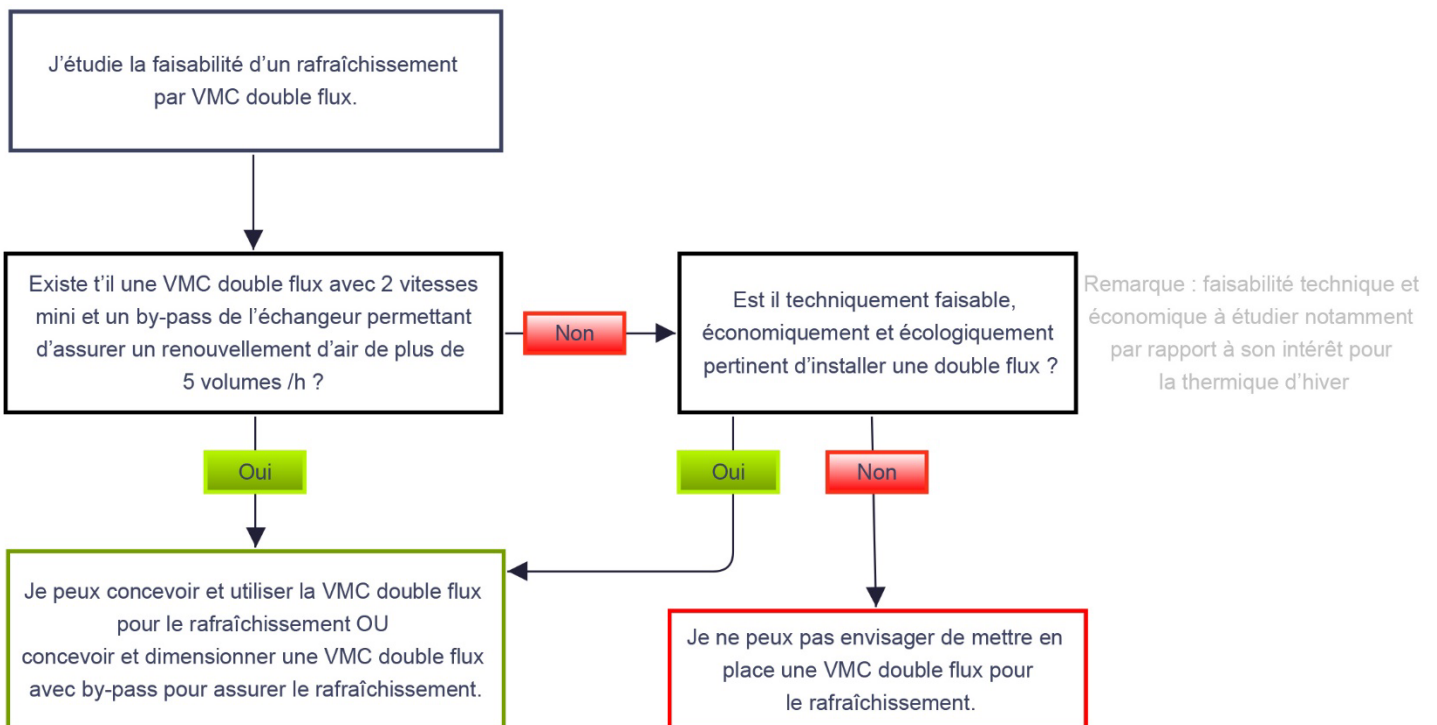 J’étudie la faisabilité d’un rafraîchissement
par VMC double flux.
Existe t’il une VMC double flux avec 2 vitesses
mini et un by-pass de l’échangeur permettant
d’assurer un renouvellement d’air de plus de
5 volumes /h ?
Non
Est il techniquement faisable,
économiquement et écologiquement
pertinent d’installer une double flux ?
Remarque : faisabilité technique et
économique à étudier notamment
par rapport à son intérêt pour
la thermique d’hiver
Oui
Oui
Non
Je peux concevoir et utiliser la VMC double flux
pour le rafraîchissement OU
concevoir et dimensionner une VMC double flux
avec by-pass pour assurer le rafraîchissement.
Je ne peux pas envisager de mettre en
place une VMC double flux pour
le rafraîchissement.